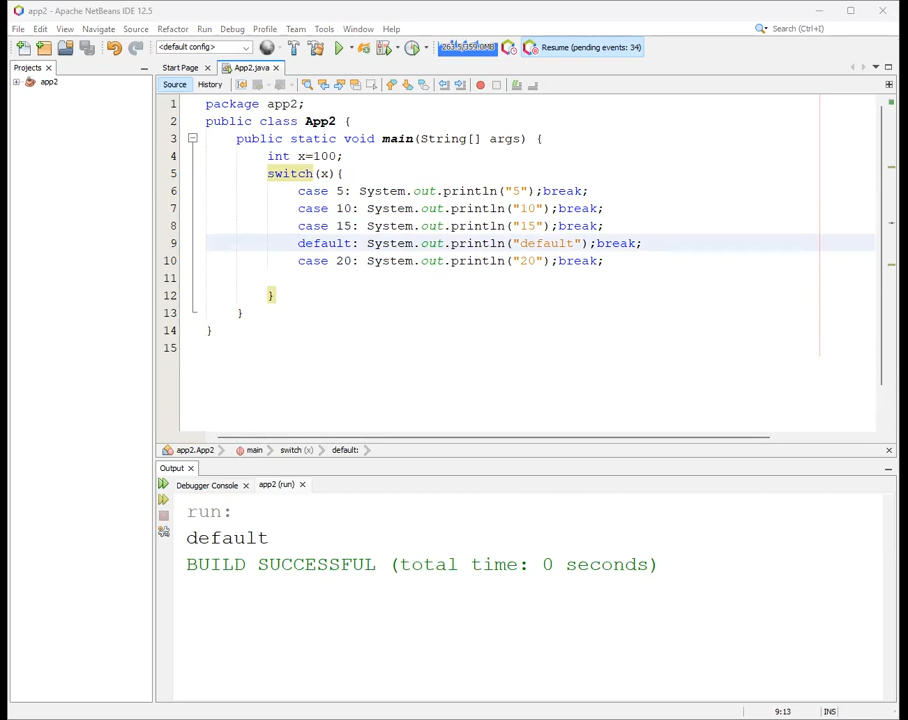 app2 - Apache NetBeans IDE 12.5
File Edit View Navigate Source Refactor Run Debug Profile Team Tools Window Help
Search (Ctrl+I)
<default config>
263.5/359.0MB
Resume (pending events: 34)
Projects
Start Page
App2.java
app2
Source History
1 package app2;
2 public class App2 {
3 public static void main(String[] args) {
4 int x=100;
5 switch(x){
6 case 5: System.out.println("5");break;
7 case 10: System.out.println("10");break;
8 case 15: System.out.println("15");break;
9 default: System.out.println("default");break;
10 case 20: System.out.println("20");break;
11
12 }
13 }
14 }
15
app2.App2 main switch (x) default:
Output
Debugger Console app2 (run)
run:
default
BUILD SUCCESSFUL (total time: 0 seconds)
9:13 INS